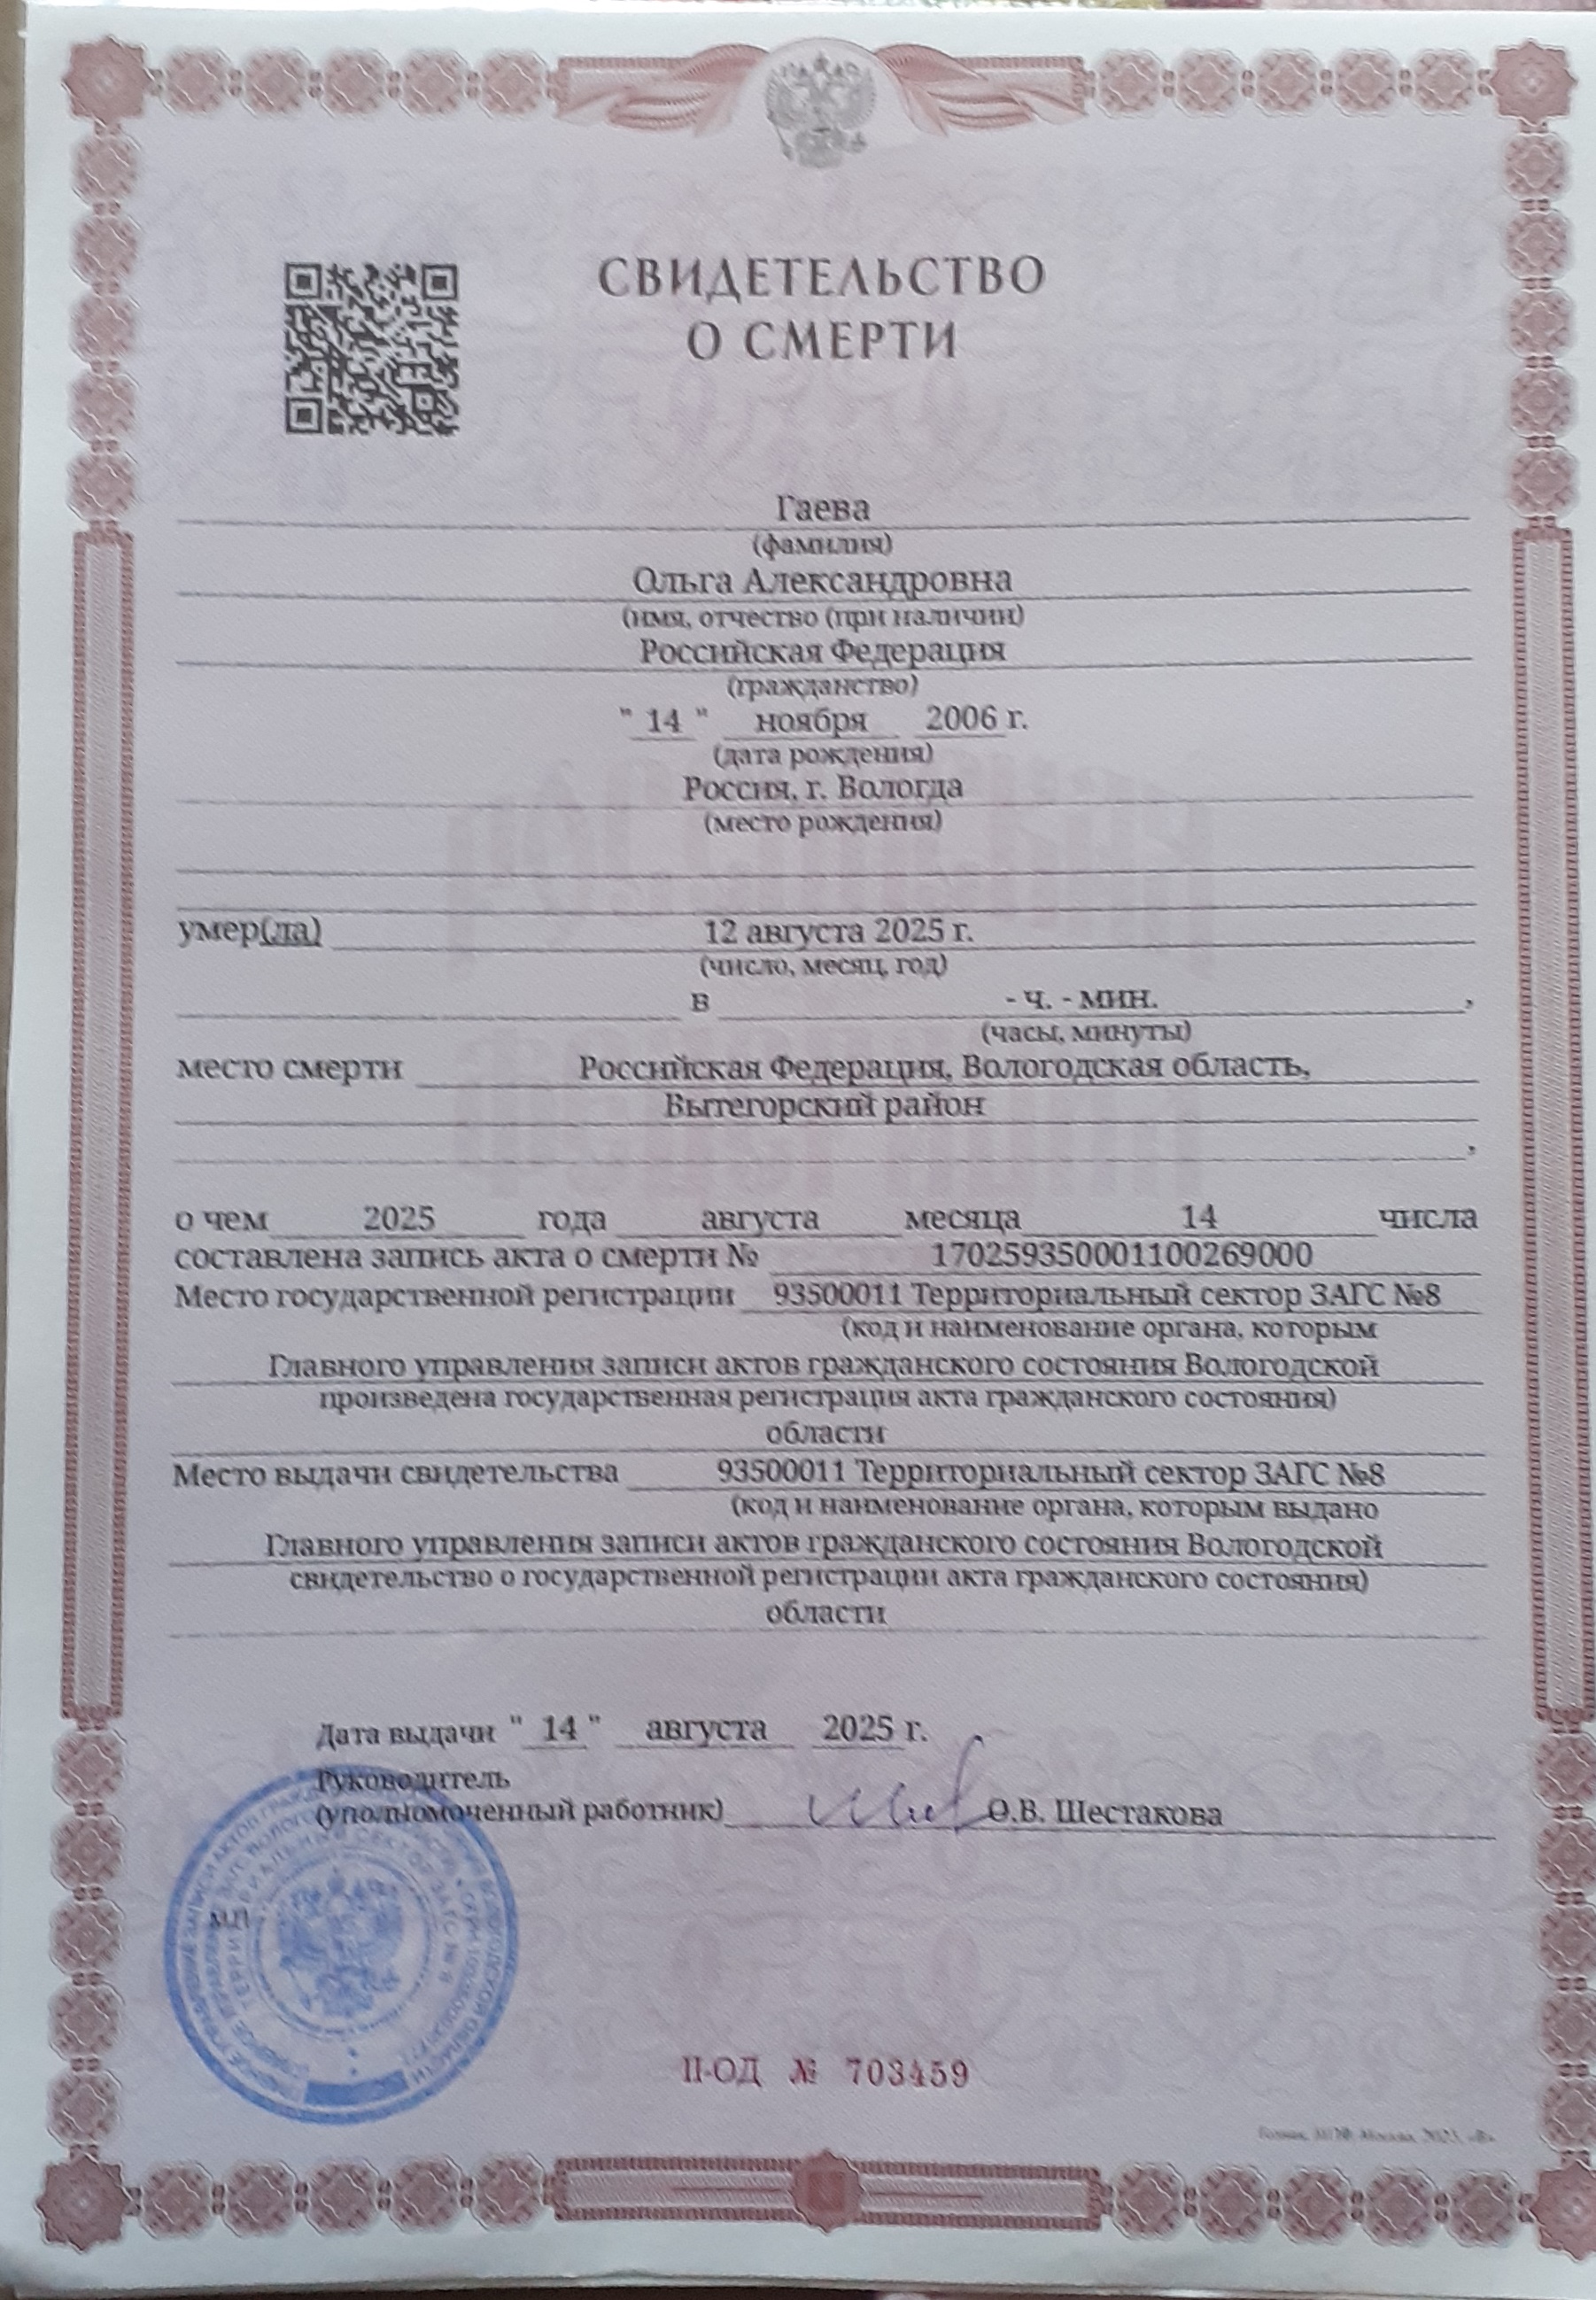 СВИДЕТЕЛЬСТВО
О СМЕРТИ
Гаева
(фамилия)
Ольга Александровна
(имя, отчество (при наличии)
Российская Федерация
(гражданство)
" 14 " ноября 2006 г.
(дата рождения)
Россия, г. Вологда
(место рождения)
умер(ла) 12 августа 2025 г.
(число, месяц, год)
в - ч. - мин. ,
(часы, минуты)
место смерти Российская Федерация, Вологодская область,
Вытегорский район
,
о чем 2025 года августа месяца 14 числа
составлена запись акта о смерти № 170259350001100269000
Место государственной регистрации 93500011 Территориальный сектор ЗАГС №8
(код и наименование органа, которым
Главного управления записи актов гражданского состояния Вологодской
произведена государственная регистрация акта гражданского состояния)
области
Место выдачи свидетельства 93500011 Территориальный сектор ЗАГС №8
(код и наименование органа, которым выдано
Главного управления записи актов гражданского состояния Вологодской
свидетельство о государственной регистрации акта гражданского состояния)
области
Дата выдачи " 14 " августа 2025 г.
Руководитель
(уполномоченный работник) О.В. Шестакова
МП
ТЕРРИТОРИАЛЬНЫЙ СЕКТОР ЗАГС № 8
II-ОД № 703459